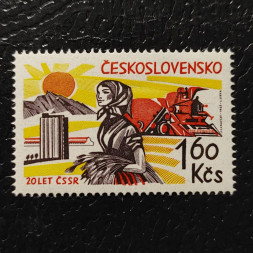 ČESKOSLOVENSKO
20 LET ČSSR
1 60
Kčs